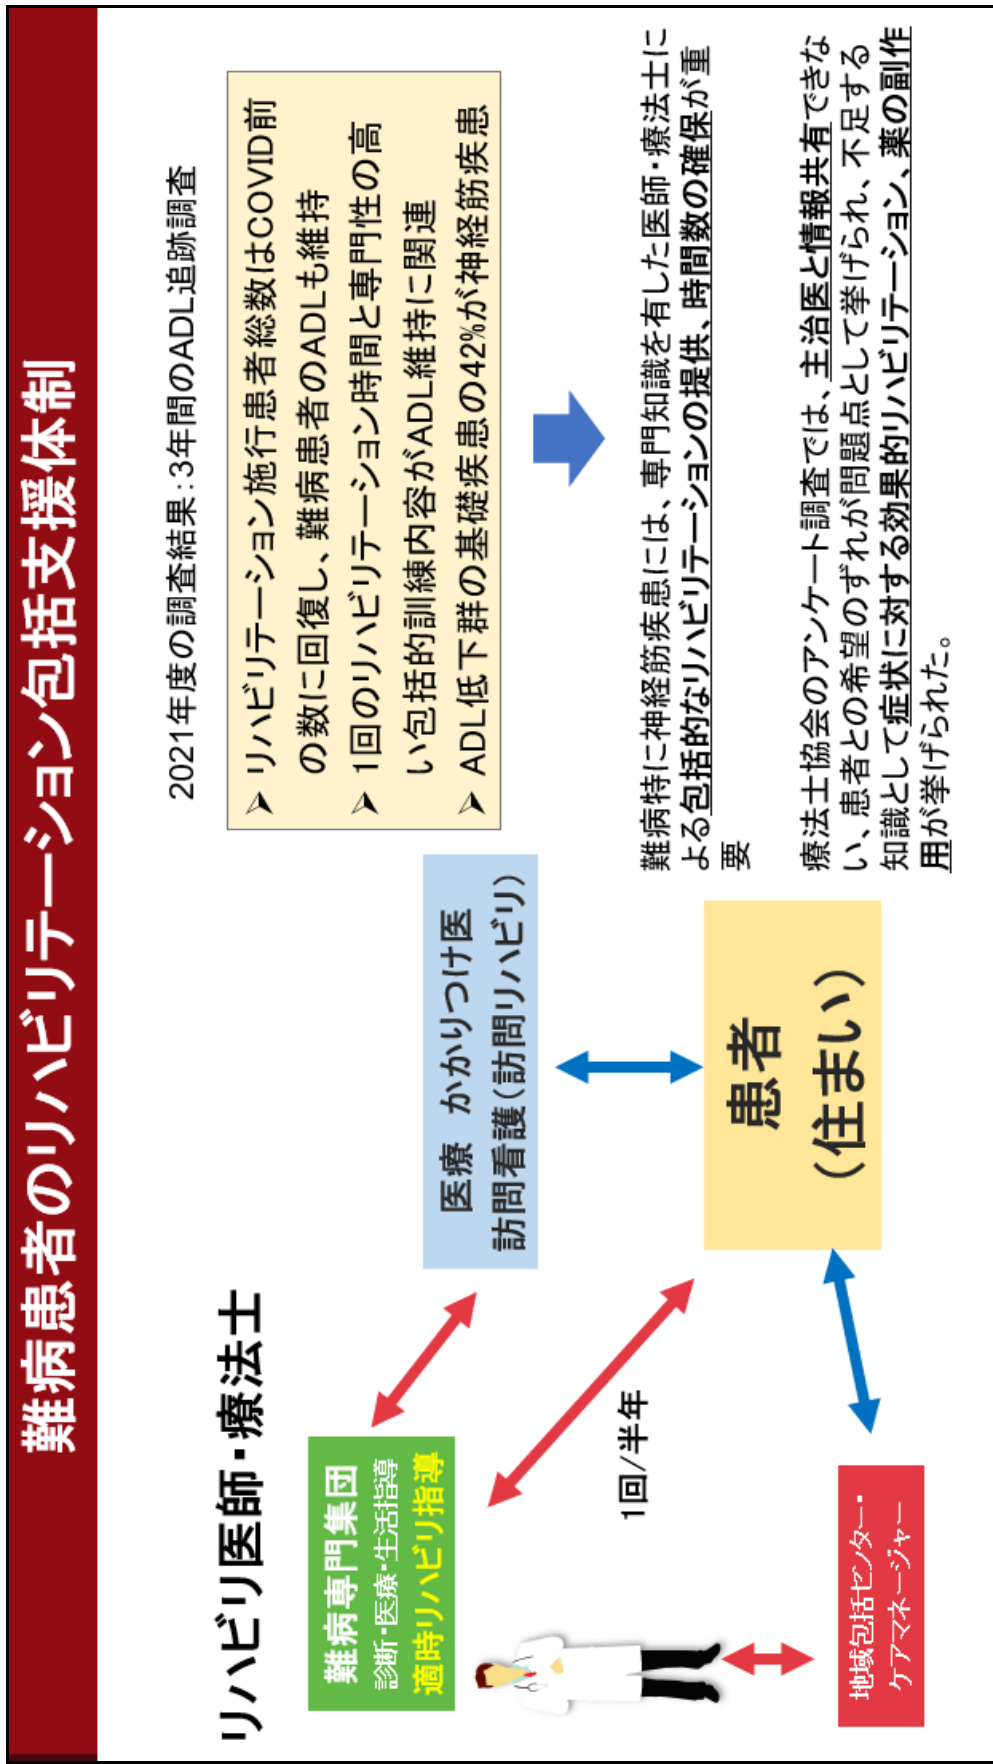 難病患者のリハビリテーション包括支援体制
リハビリ医師・療法士
難病専門集団
診断・医療・生活指導
適時リハビリ指導
1回/半年
地域包括センター・
ケアマネージャー
医療 かかりつけ医
訪問看護(訪問リハビリ)
患者
(住まい)
2021年度の調査結果:3年間のADL追跡調査
➢ リハビリテーション施行患者総数はCOVID前
の数に回復し、難病患者のADLも維持
➢ 1回のリハビリテーション時間と専門性の高
い包括的訓練内容がADL維持に関連
➢ ADL低下群の基礎疾患の42%が神経筋疾患
難病特に神経筋疾患には、専門知識を有した医師・療法士に
よる包括的なリハビリテーションの提供、時間数の確保が重
要
療法士協会のアンケート調査では、主治医と情報共有できな
い、患者との希望のずれが問題点として挙げられ、不足する
知識として症状に対する効果的リハビリテーション、薬の副作
用が挙げられた。